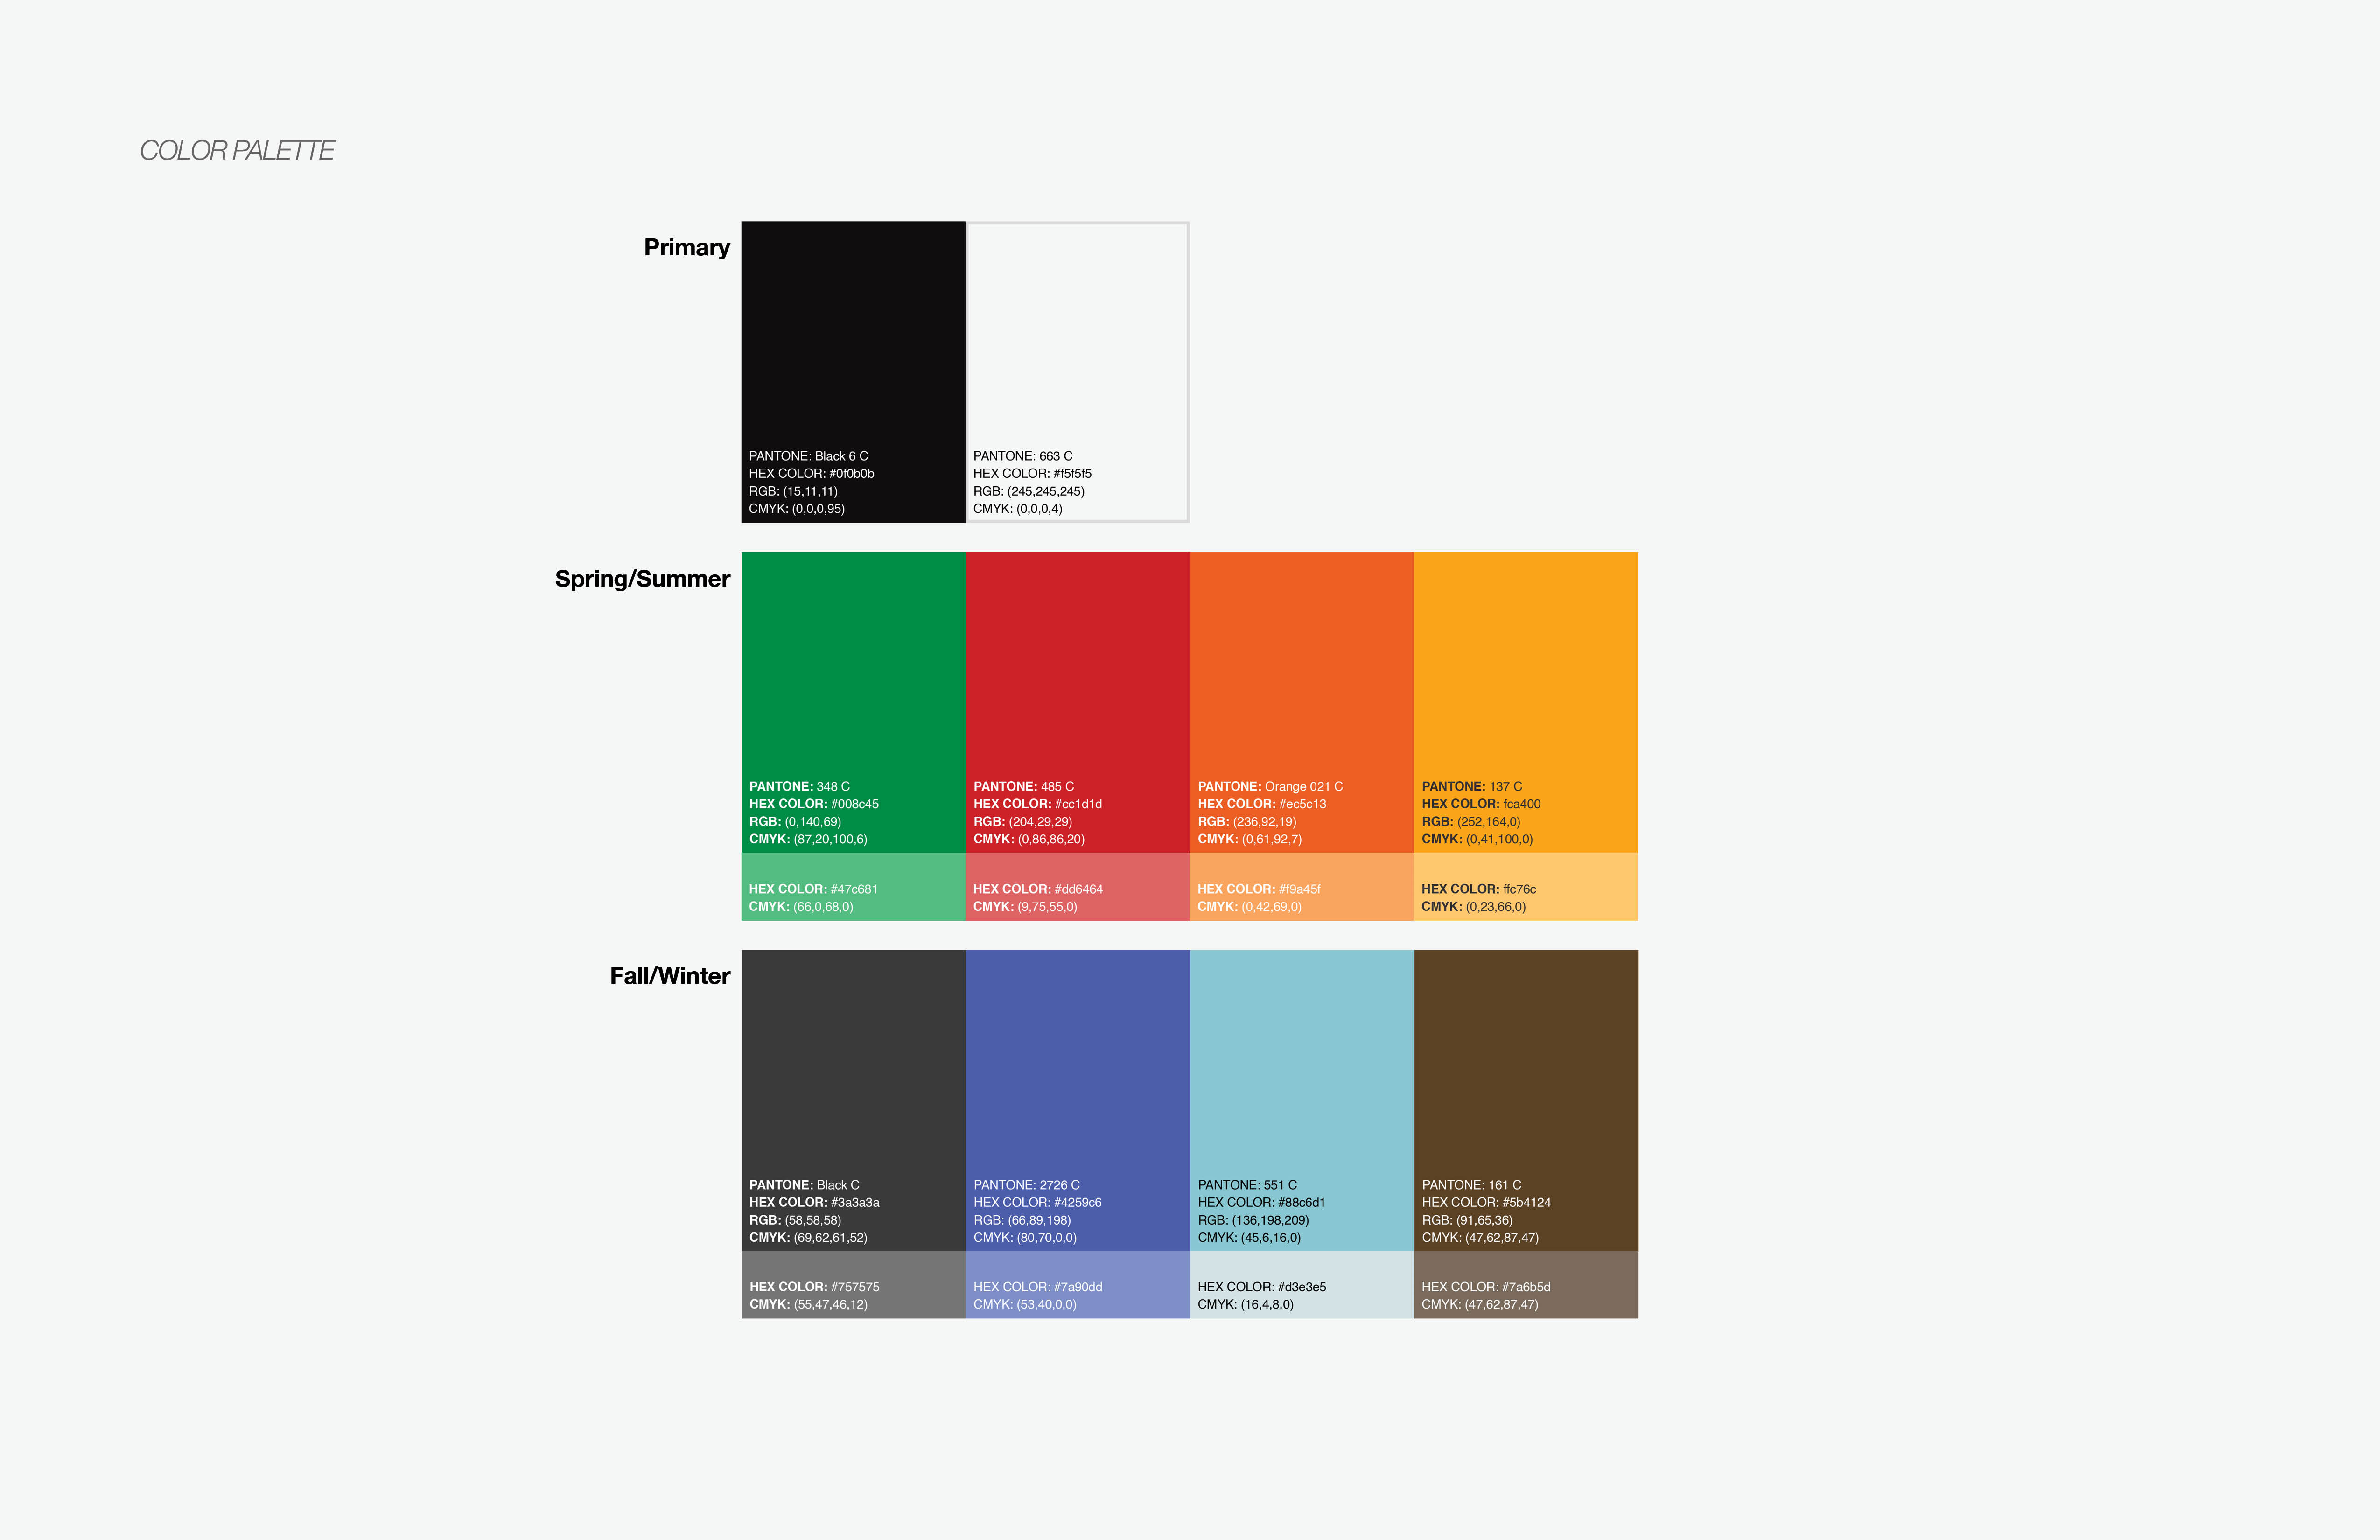 COLOR PALETTE
Primary
PANTONE: Black 6 C
HEX COLOR: #0f0b0b
RGB: (15,11,11)
CMYK: (0,0,0,95)
PANTONE: 663 C
HEX COLOR: #f5f5f5
RGB: (245,245,245)
CMYK: (0,0,0,4)
Spring/Summer
PANTONE: 348 C
HEX COLOR: #008c45
RGB: (0,140,69)
CMYK: (87,20,100,6)
PANTONE: 485 C
HEX COLOR: #cc1d1d
RGB: (204,29,29)
CMYK: (0,86,86,20)
PANTONE: Orange 021 C
HEX COLOR: #ec5c13
RGB: (236,92,19)
CMYK: (0,61,92,7)
PANTONE: 137 C
HEX COLOR: fca400
RGB: (252,164,0)
CMYK: (0,41,100,0)
HEX COLOR: #47c681
CMYK: (66,0,68,0)
HEX COLOR: #dd6464
CMYK: (9,75,55,0)
HEX COLOR: #f9a45f
CMYK: (0,42,69,0)
HEX COLOR: ffc76c
CMYK: (0,23,66,0)
Fall/Winter
PANTONE: Black C
HEX COLOR: #3a3a3a
RGB: (58,58,58)
CMYK: (69,62,61,52)
PANTONE: 2726 C
HEX COLOR: #4259c6
RGB: (66,89,198)
CMYK: (80,70,0,0)
PANTONE: 551 C
HEX COLOR: #88c6d1
RGB: (136,198,209)
CMYK: (45,6,16,0)
PANTONE: 161 C
HEX COLOR: #5b4124
RGB: (91,65,36)
CMYK: (47,62,87,47)
HEX COLOR: #757575
CMYK: (55,47,46,12)
HEX COLOR: #7a90dd
CMYK: (53,40,0,0)
HEX COLOR: #d3e3e5
CMYK: (16,4,8,0)
HEX COLOR: #7a6b5d
CMYK: (47,62,87,47)